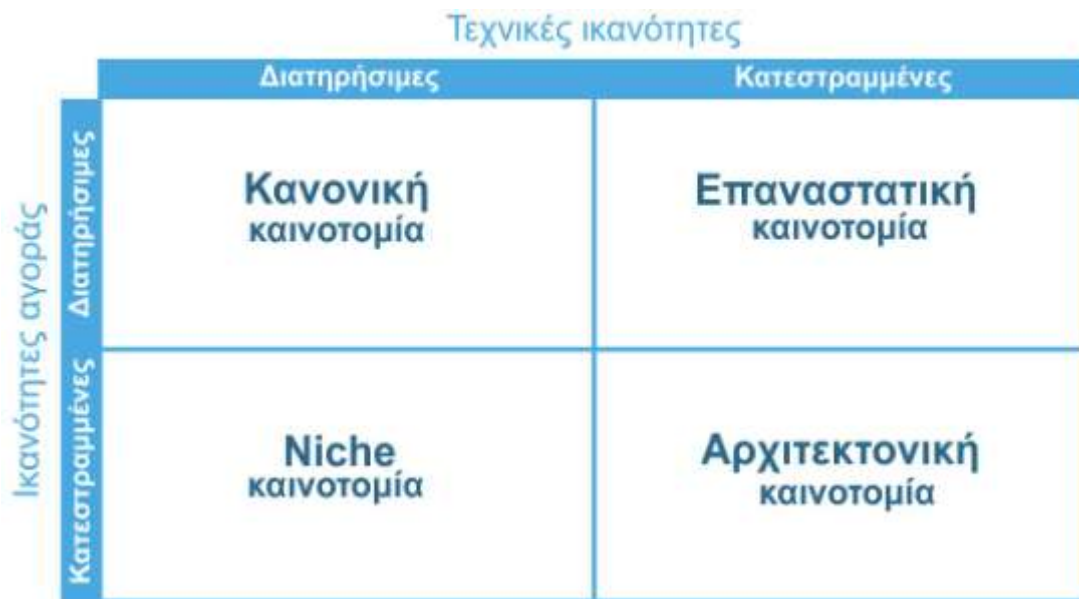 Τεχνικές ικανότητες
Διατηρήσιμες
Κατεστραμμένες
Ικανότητες αγοράς
Διατηρήσιμες
Κανονική
καινοτομία
Επαναστατική
καινοτομία
Κατεστραμμένες
Niche
καινοτομία
Αρχιτεκτονική
καινοτομία